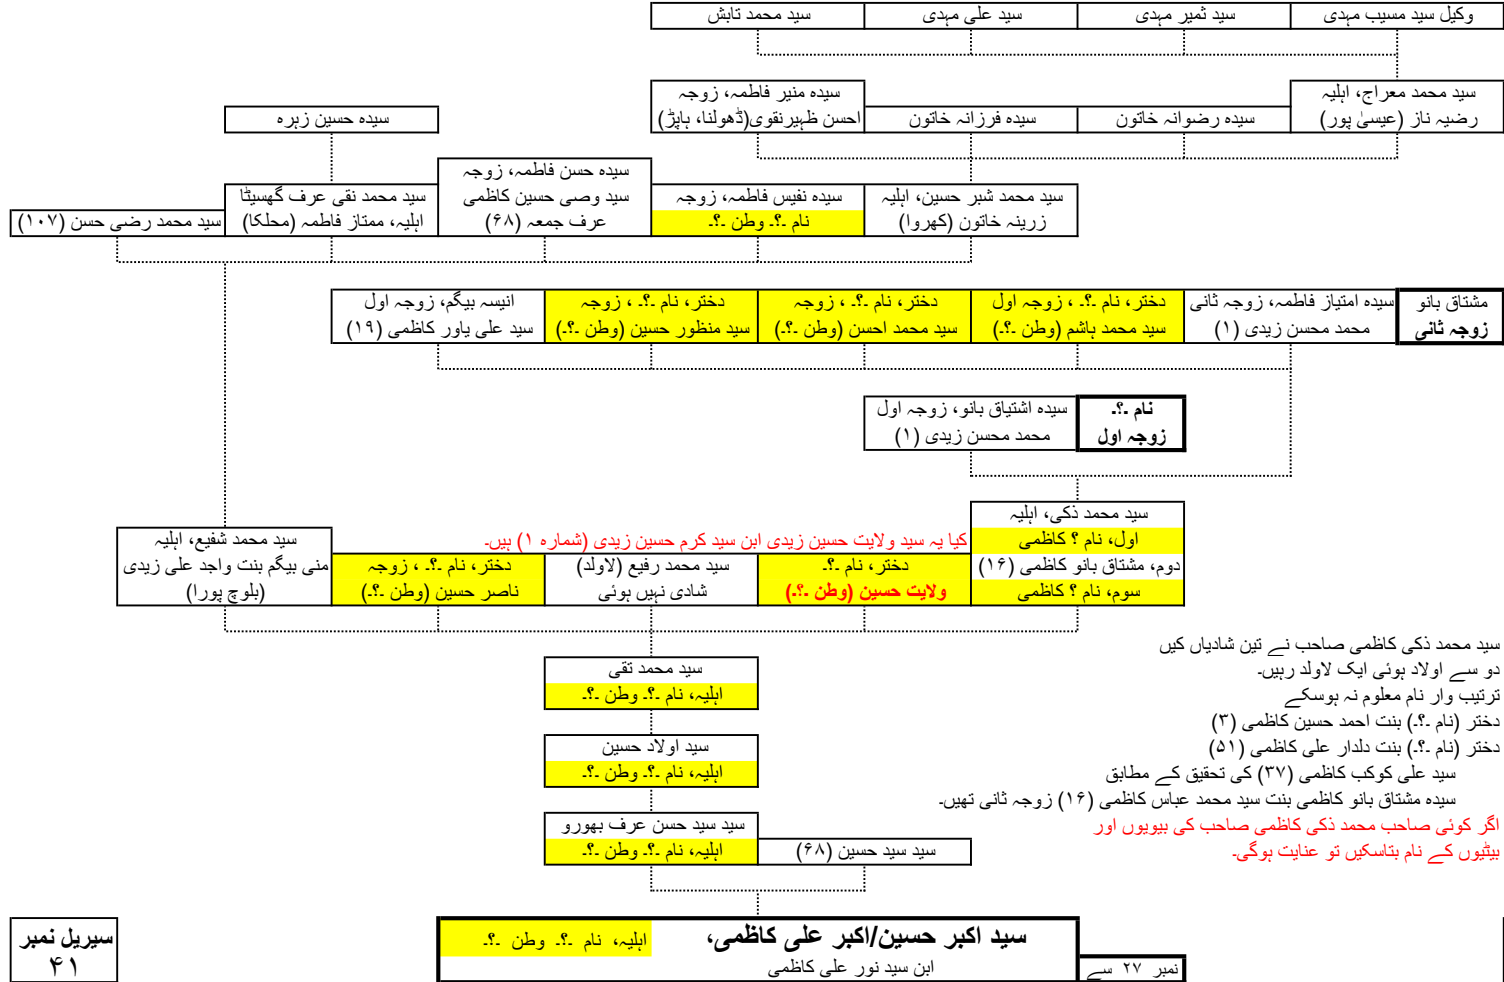 وکیل سید مسیب مہدی
سید ثمیر مہدی
سید علی مہدی
سید محمد تابش
سید محمد معراج، اہلیہ
رضیہ ناز (عیسیٰ پور)
سیدہ رضوانہ خاتون
سیدہ فرزانہ خاتون
سیدہ منیر فاطمہ، زوجہ
احسن ظہیرنقوی(ڈھولنا، ہاپڑ)
سیدہ حسین زہرہ
سید محمد شبر حسین، اہلیہ
زرینہ خاتون (کھروا)
سیدہ نفیس فاطمہ، زوجہ
نام ۔؟۔ وطن ۔؟۔
سیدہ حسن فاطمہ، زوجہ
سید وصی حسین کاظمی
عرف جمعہ (۶۸)
سید محمد نقی عرف گھسیٹا
اہلیہ، ممتاز فاطمہ (محلکا)
سید محمد رضی حسن (۱۰۷)
مشتاق بانو
زوجہ ثانی
سیدہ امتیاز فاطمہ، زوجہ ثانی
محمد محسن زیدی (۱)
دختر، نام ۔؟۔ ، زوجہ اول
سید محمد ہاشم (وطن ۔؟۔)
دختر، نام ۔؟۔ ، زوجہ
سید محمد احسن (وطن ۔؟۔)
دختر، نام ۔؟۔ ، زوجہ
سید منظور حسین (وطن ۔؟۔)
انیسہ بیگم، زوجہ اول
سید علی یاور کاظمی (۱۹)
نام ۔؟۔
زوجہ اول
سیدہ اشتیاق بانو، زوجہ اول
محمد محسن زیدی (۱)
سید محمد ذکی، اہلیہ
اول، نام ؟ کاظمی
دوم، مشتاق بانو کاظمی (۱۶)
سوم، نام ؟ کاظمی
کیا یہ سید ولایت حسین زیدی ابن سید کرم حسین زیدی (شمارہ ۱) ہیں۔
دختر، نام ۔؟۔
ولایت حسین (وطن ۔؟۔)
سید محمد رفیع (لاولد)
شادی نہیں ہوئی
دختر، نام ۔؟۔ ، زوجہ
ناصر حسین (وطن ۔؟۔)
سید محمد شفیع، اہلیہ
منی بیگم بنت واجد علی زیدی
(بلوچ پورا)
سید محمد تقی
اہلیہ، نام ۔؟۔ وطن ۔؟۔
سید اولاد حسین
اہلیہ، نام ۔؟۔ وطن ۔؟۔
سید سید حسن عرف بھورو
اہلیہ، نام ۔؟۔ وطن ۔؟۔
سید سید حسین (۶۸)
سید محمد ذکی کاظمی صاحب نے تین شادیاں کیں
دو سے اولاد ہوئی ایک لاولد رہیں۔
ترتیب وار نام معلوم نہ ہوسکے
دختر (نام ۔؟۔) بنت احمد حسین کاظمی (۳)
دختر (نام ۔؟۔) بنت دلدار علی کاظمی (۵۱)
سید علی کوکب کاظمی (۳۷) کی تحقیق کے مطابق
سیدہ مشتاق بانو کاظمی بنت سید محمد عباس کاظمی (۱۶) زوجہ ثانی تھیں۔
اگر کوئی صاحب محمد ذکی کاظمی صاحب کی بیویوں اور
بیٹیوں کے نام بتاسکیں تو عنایت ہوگی۔
سید اکبر حسین/اکبر علی کاظمی، اہلیہ، نام ۔؟۔ وطن ۔؟۔
ابن سید نور علی کاظمی
نمبر ۲۷ سے
سیریل نمبر
۴۱